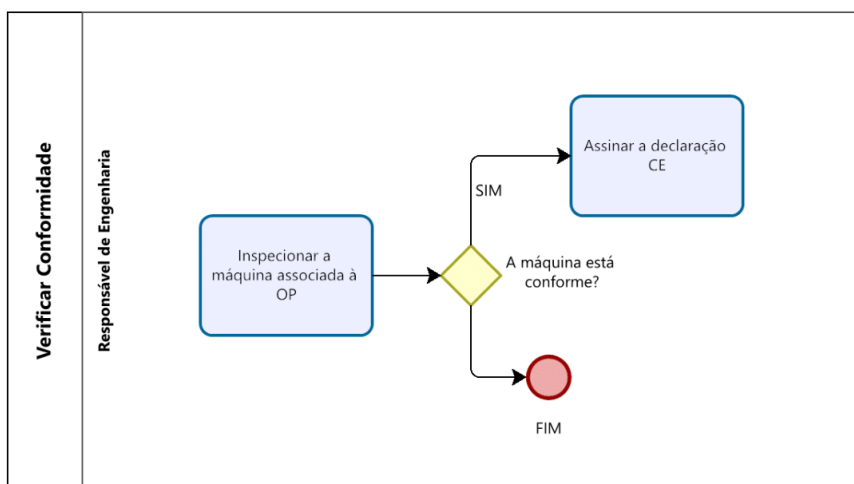 Verificar Conformidade
Responsável de Engenharia
Inspecionar a
máquina associada à
OP
SIM
A máquina está
conforme?
Assinar a declaração
CE
FIM